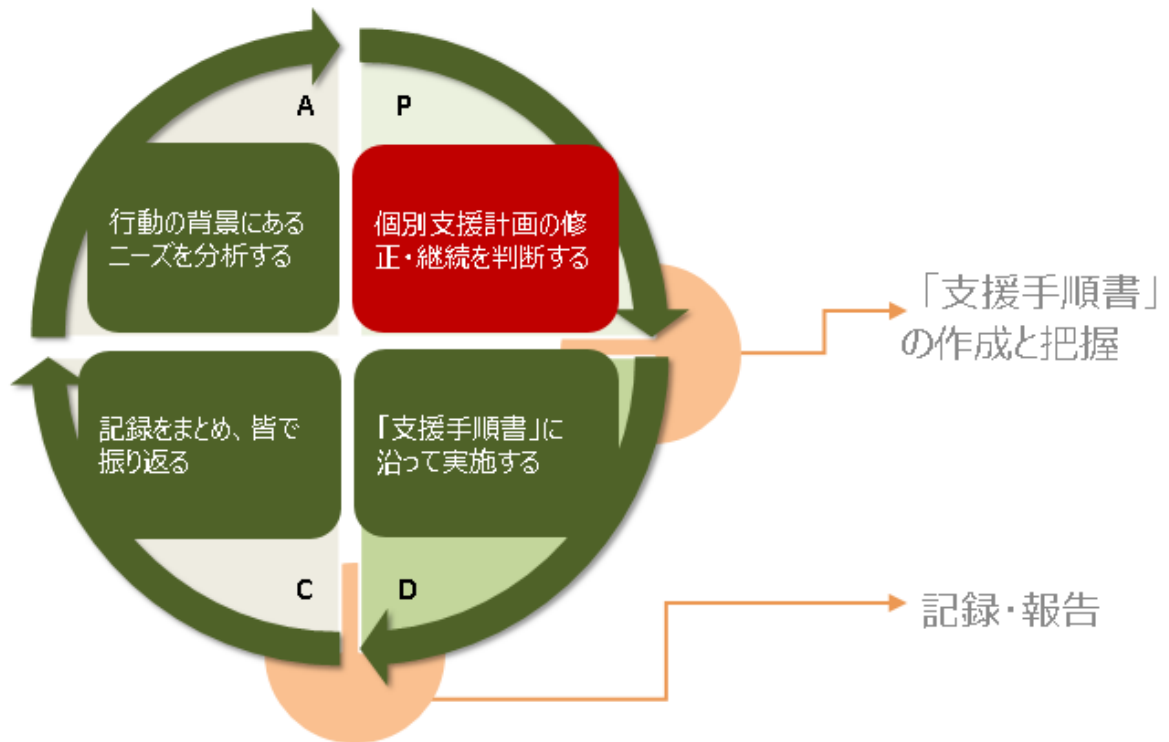 A
P
行動の背景にある
ニーズを分析する
個別支援計画の修
正・継続を判断する
「支援手順書」
の作成と把握
記録をまとめ、皆で
振り返る
「支援手順書」に
沿って実施する
C
D
記録・報告